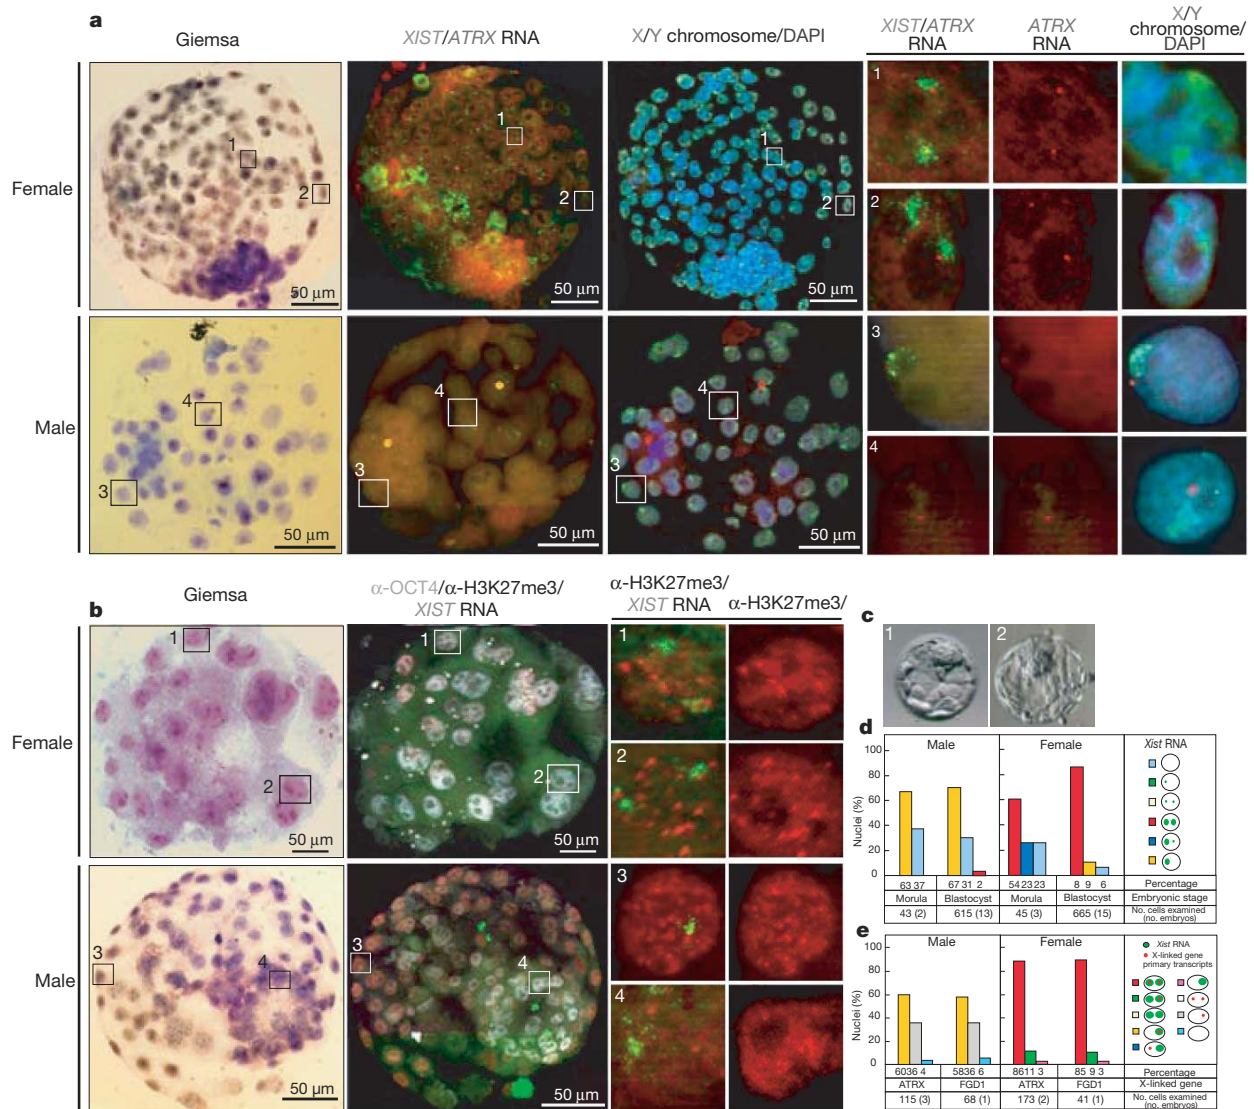 a
Giemsa
XIST/ATRX RNA
X/Y chromosome/DAPI
XIST/ATRX
RNA
ATRX
RNA
X/Y
chromosome/
DAPI
Female
1
2
50 µm
1
2
50 µm
1
2
50 µm
1
2
Male
4
3
50 µm
4
3
50 µm
4
3
50 µm
3
4
b
Giemsa
α-OCT4/α-H3K27me3/
XIST RNA
α-H3K27me3/
XIST RNA
α-H3K27me3/
Female
1
2
50 µm
1
2
50 µm
1
2
Male
3
4
50 µm
3
4
50 µm
3
4
c
1
2
d
Male
Female
Xist RNA
100
80
60
40
20
0
Nuclei (%)
63 37
67 31 2
54 23 23
8 9 6
Percentage
Morula
Blastocyst
Morula
Blastocyst
Embryonic stage
43 (2)
615 (13)
45 (3)
665 (15)
No. cells examined
(no. embryos)
e
Male
Female
Xist RNA
X-linked gene
primary transcripts
100
80
60
40
20
0
Nuclei (%)
6036 4
5836 6
8611 3
85 9 3
Percentage
ATRX
FGD1
ATRX
FGD1
X-linked gene
115 (3)
68 (1)
173 (2)
41 (1)
No. cells examined
(no. embryos)